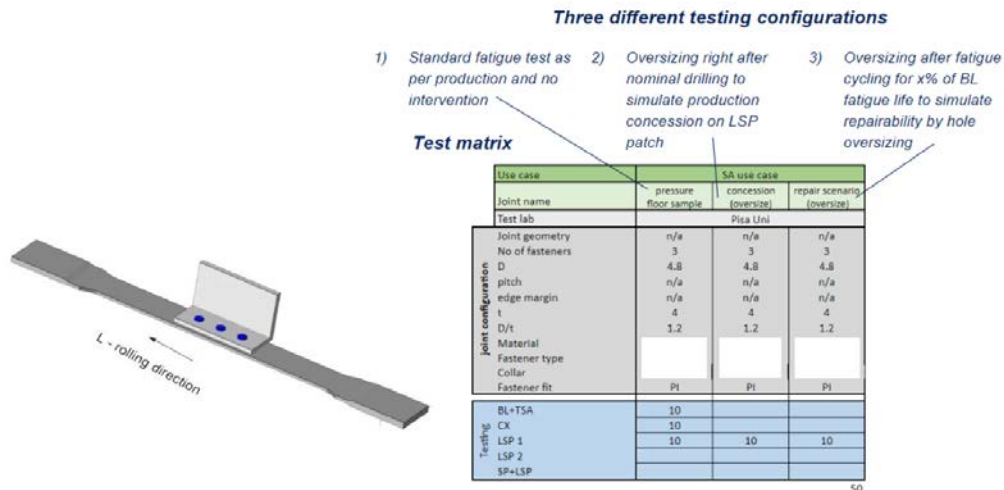 Three different testing configurations
1) Standard fatigue test as per production and no intervention
2) Oversizing right after nominal drilling to simulate production concession on LSP patch
3) Oversizing after fatigue cycling for x% of BL fatigue life to simulate repairability by hole oversizing
Test matrix
Use case SA use case
Joint name pressure floor sample concession (oversize) repair scenario (oversize)
Test lab Pisa Uni
joint configuration
Joint geometry n/a n/a n/a
No of fasteners 3 3 3
D 4.8 4.8 4.8
pitch n/a n/a n/a
edge margin n/a n/a n/a
t 4 4 4
D/t 1.2 1.2 1.2
Material
Fastener type
Collar
Fastener fit PI PI PI
Testing
BL+TSA 10
CX 10
LSP 1 10 10 10
LSP 2
SP+LSP
50
L - rolling direction